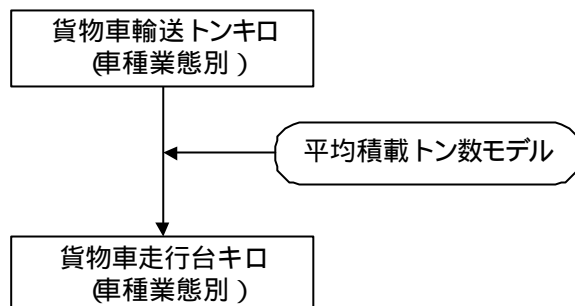 貨物車輸送トンキロ
(車種業態別)
平均積載トン数モデル
貨物車走行台キロ
(車種業態別)